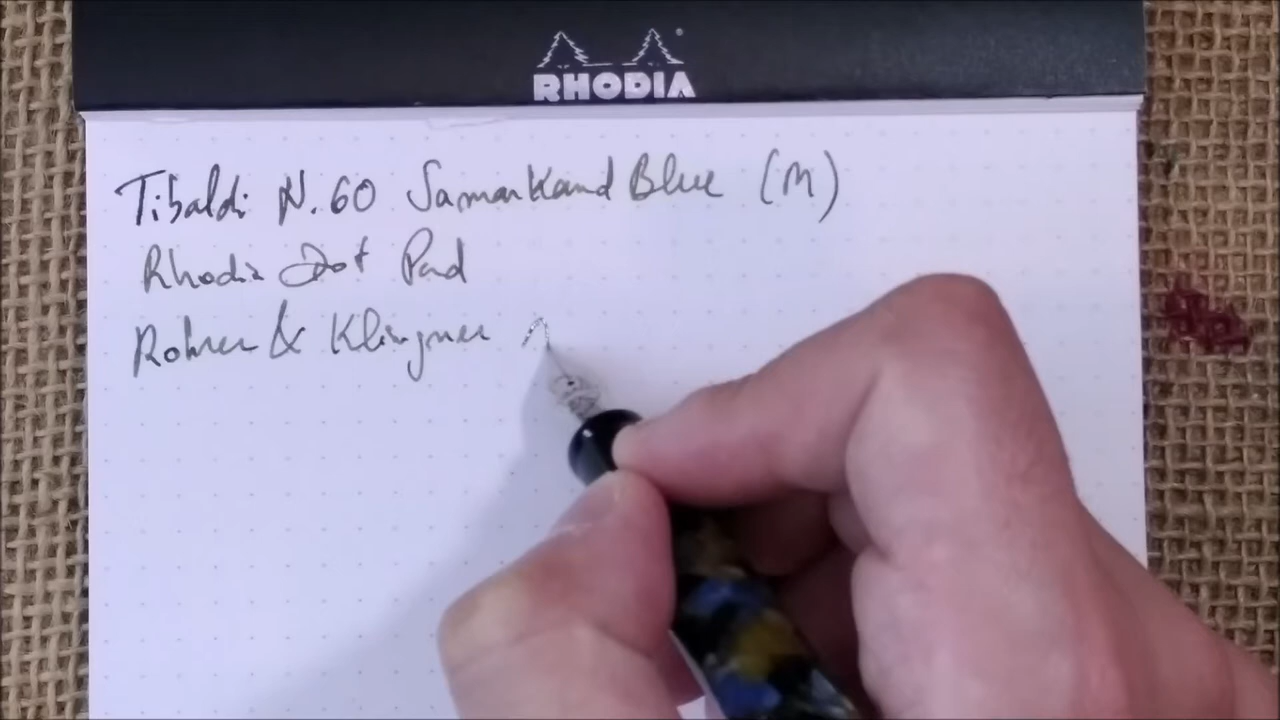 RHODIA
Tibaldi N.60 Samarkand Blue (M)
Rhodia Dot Pad
Rohrer & Klingner